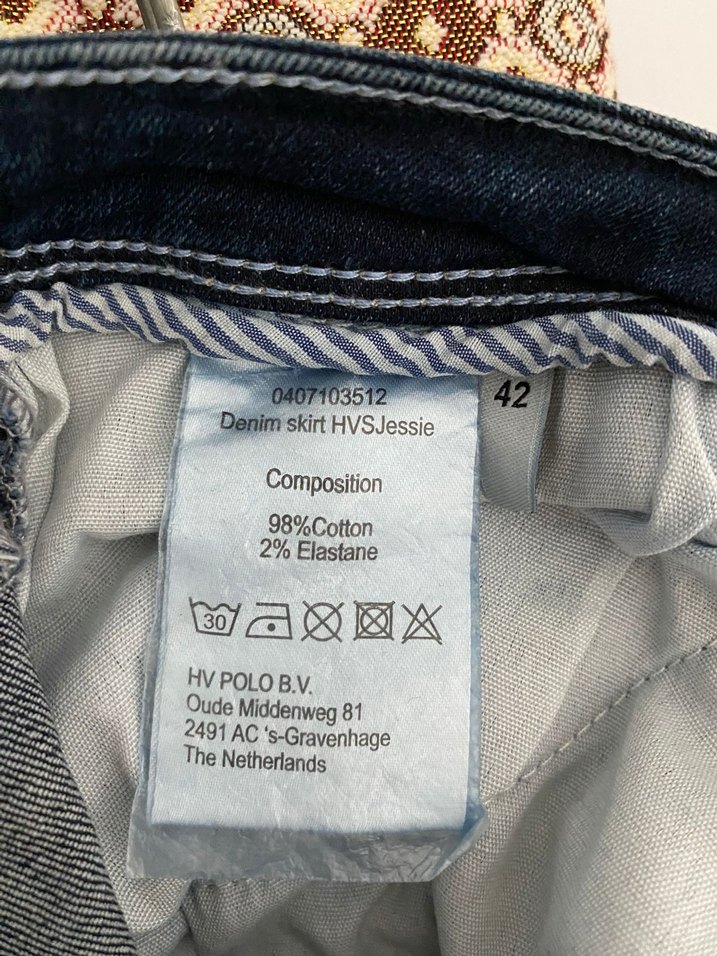 0407103512
Denim skirt HVSJessie
42
Composition
98%Cotton
2% Elastane
30
HV POLO B.V.
Oude Middenweg 81
2491 AC 's-Gravenhage
The Netherlands